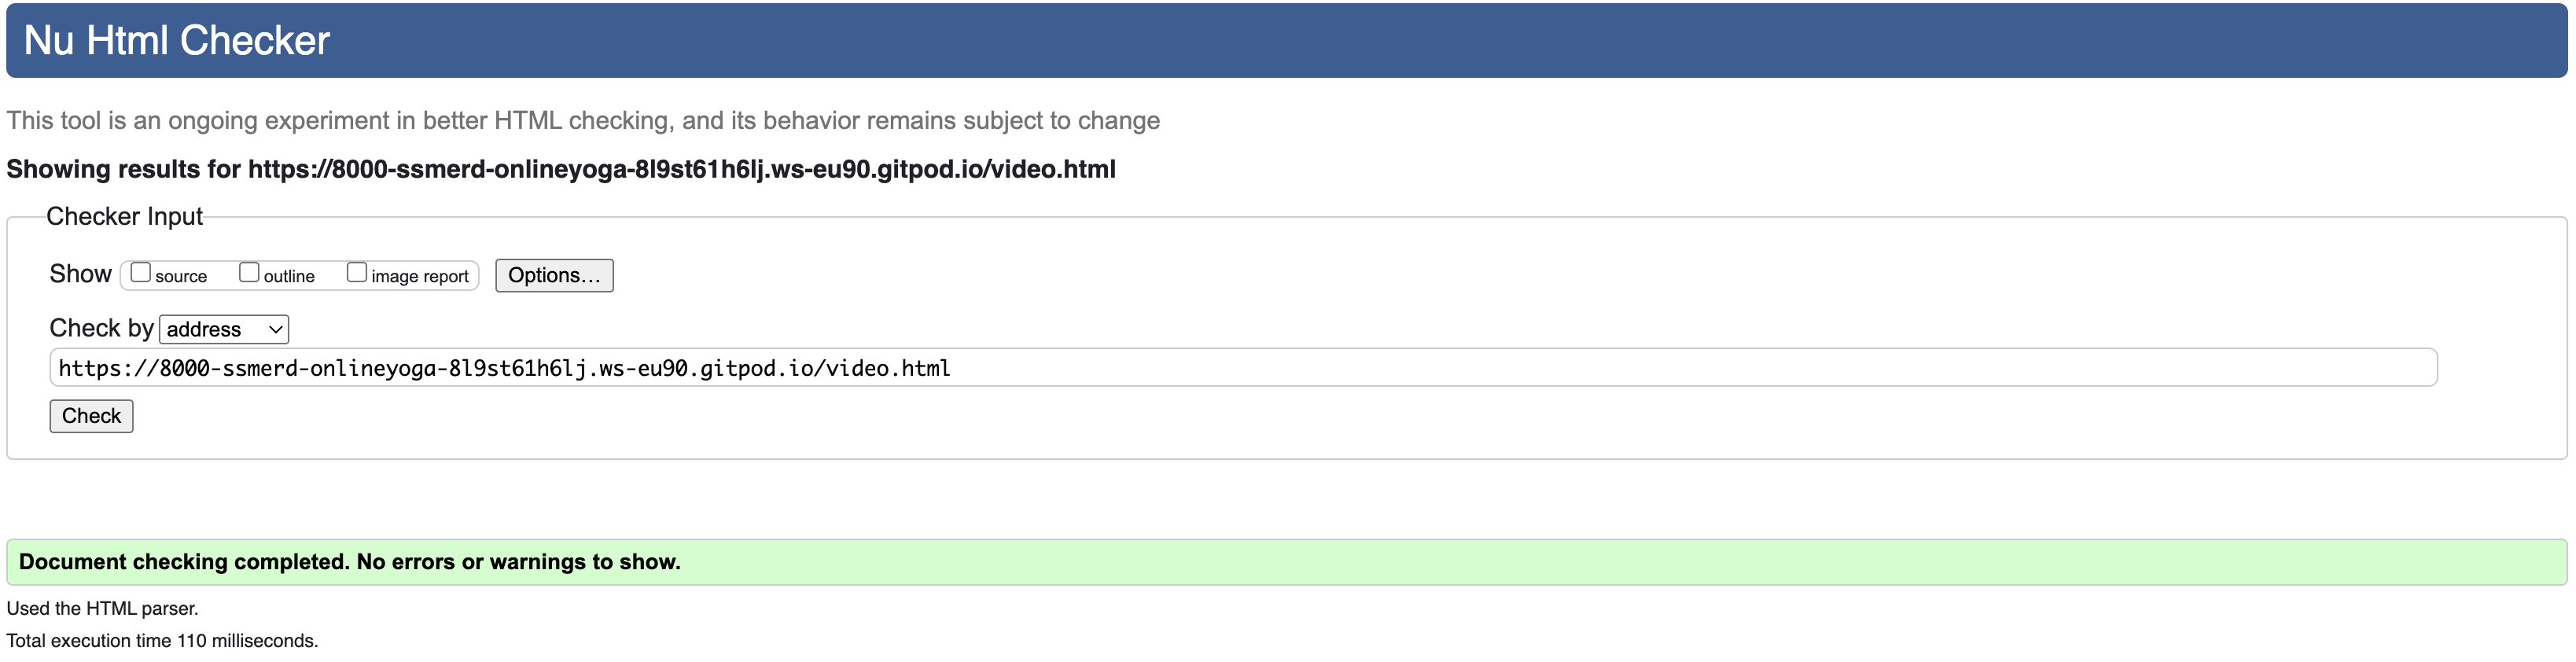 Nu Html Checker
This tool is an ongoing experiment in better HTML checking, and its behavior remains subject to change
Showing results for https://8000-ssmerd-onlineyoga-8l9st61h6lj.ws-eu90.gitpod.io/video.html
Checker Input
Show source outline image report Options...
Check by address
https://8000-ssmerd-onlineyoga-8l9st61h6lj.ws-eu90.gitpod.io/video.html
Check
Document checking completed. No errors or warnings to show.
Used the HTML parser.
Total execution time 110 milliseconds.